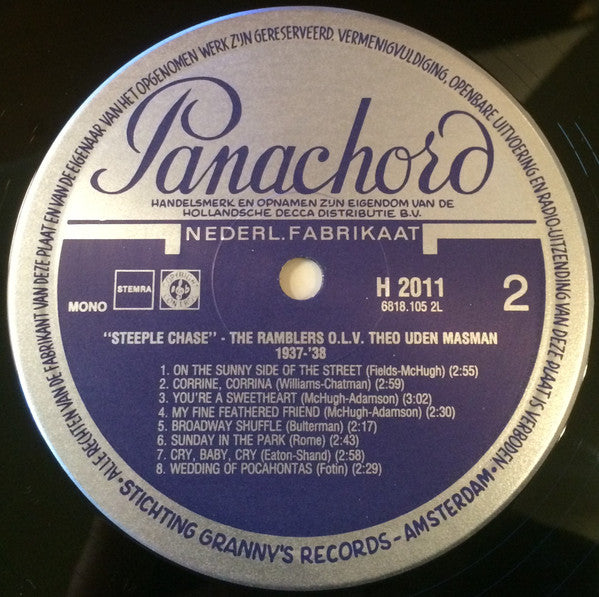 ALLE RECHTEN VAN DE FABRIKANT VAN DEZE PLAAT EN VAN DE EIGENAAR VAN HET OPGENOMEN WERK ZIJN GERESERVEERD. VERMENIGVULDIGING, OPENBARE UITVOERING EN RADIO-UITZENDING VAN DEZE PLAAT IS VERBODEN
Panachord
HANDELSMERK EN OPNAMEN ZIJN EIGENDOM VAN DE
HOLLANDSCHE DECCA DISTRIBUTIE B.V.
NEDERL. FABRIKAAT
MONO STEMRA H 2011 2
6818.105 2L
"STEEPLE CHASE" - THE RAMBLERS O.L.V. THEO UDEN MASMAN
1937-'38
1. ON THE SUNNY SIDE OF THE STREET (Fields-McHugh) (2:55)
2. CORRINE, CORRINA (Williams-Chatman) (2:59)
3. YOU'RE A SWEETHEART (McHugh-Adamson) (3:02)
4. MY FINE FEATHERED FRIEND (McHugh-Adamson) (2:30)
5. BROADWAY SHUFFLE (Bulterman) (2:17)
6. SUNDAY IN THE PARK (Rome) (2:43)
7. CRY, BABY, CRY (Eaton-Shand) (2:58)
8. WEDDING OF POCAHONTAS (Fotin) (2:29)
• STICHTING GRANNY'S RECORDS - AMSTERDAM •